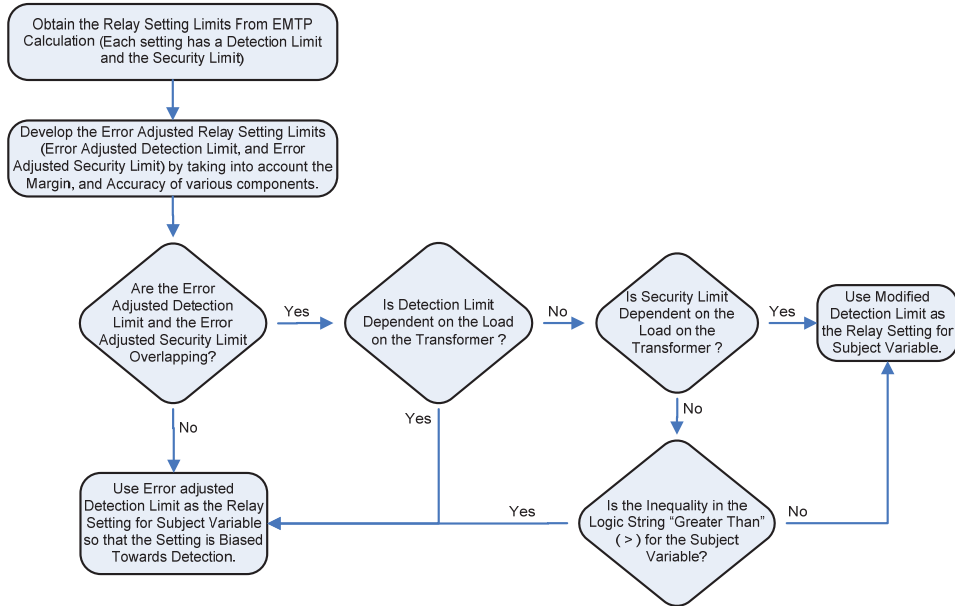 Obtain the Relay Setting Limits From EMTP
Calculation (Each setting has a Detection Limit
and the Security Limit)
Develop the Error Adjusted Relay Setting Limits
(Error Adjusted Detection Limit, and Error
Adjusted Security Limit) by taking into account the
Margin, and Accuracy of various components.
Are the Error
Adjusted Detection
Limit and the Error
Adjusted Security Limit
Overlapping?
Yes
Is Detection Limit
Dependent on the Load
on the Transformer ?
No
Is Security Limit
Dependent on the
Load on the
Transformer ?
Yes
Use Modified
Detection Limit as
the Relay Setting for
Subject Variable.
No
Yes
No
Use Error adjusted
Detection Limit as the Relay
Setting for Subject Variable
so that the Setting is Biased
Towards Detection.
Yes
Is the Inequality in the
Logic String “Greater Than”
( > ) for the Subject
Variable?
No